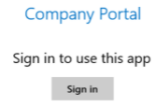 Company Portal
Sign in to use this app
Sign in